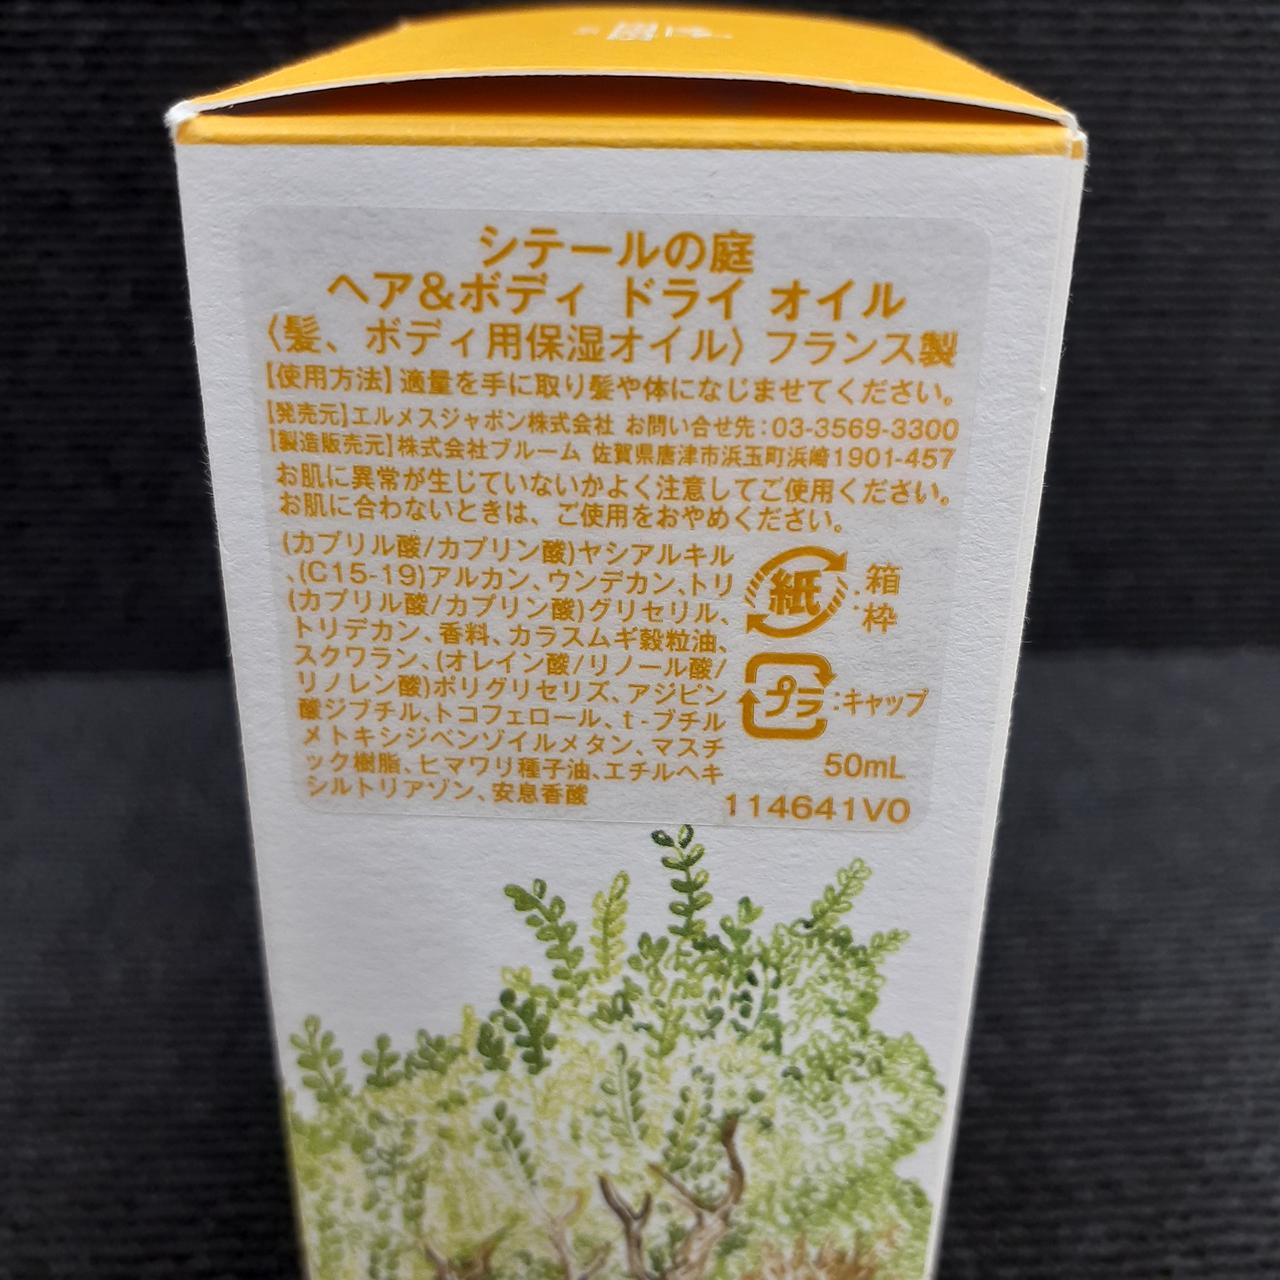 シテールの庭
ヘア&ボディ ドライ オイル
〈髪、ボディ用保湿オイル〉フランス製
【使用方法】適量を手に取り髪や体になじませてください。
【発売元】エルメスジャポン株式会社 お問い合せ先：03-3569-3300
【製造販売元】株式会社ブルーム 佐賀県唐津市浜玉町浜崎1901-457
お肌に異常が生じていないかよく注意してご使用ください。
お肌に合わないときは、ご使用をおやめください。
(カプリル酸/カプリン酸)ヤシアルキル
、(C15-19)アルカン、ウンデカン、トリ
(カプリル酸/カプリン酸)グリセリル、
トリデカン、香料、カラスムギ穀粒油、
スクワラン、(オレイン酸/リノール酸/
リノレン酸)ポリグリセリズ、アジピン
酸ジブチル、トコフェロール、t-ブチル
メトキシジベンゾイルメタン、マスチ
ック樹脂、ヒマワリ種子油、エチルヘキ
シルトリアゾン、安息香酸
紙：箱
枠
プラ：キャップ
50mL
114641V0